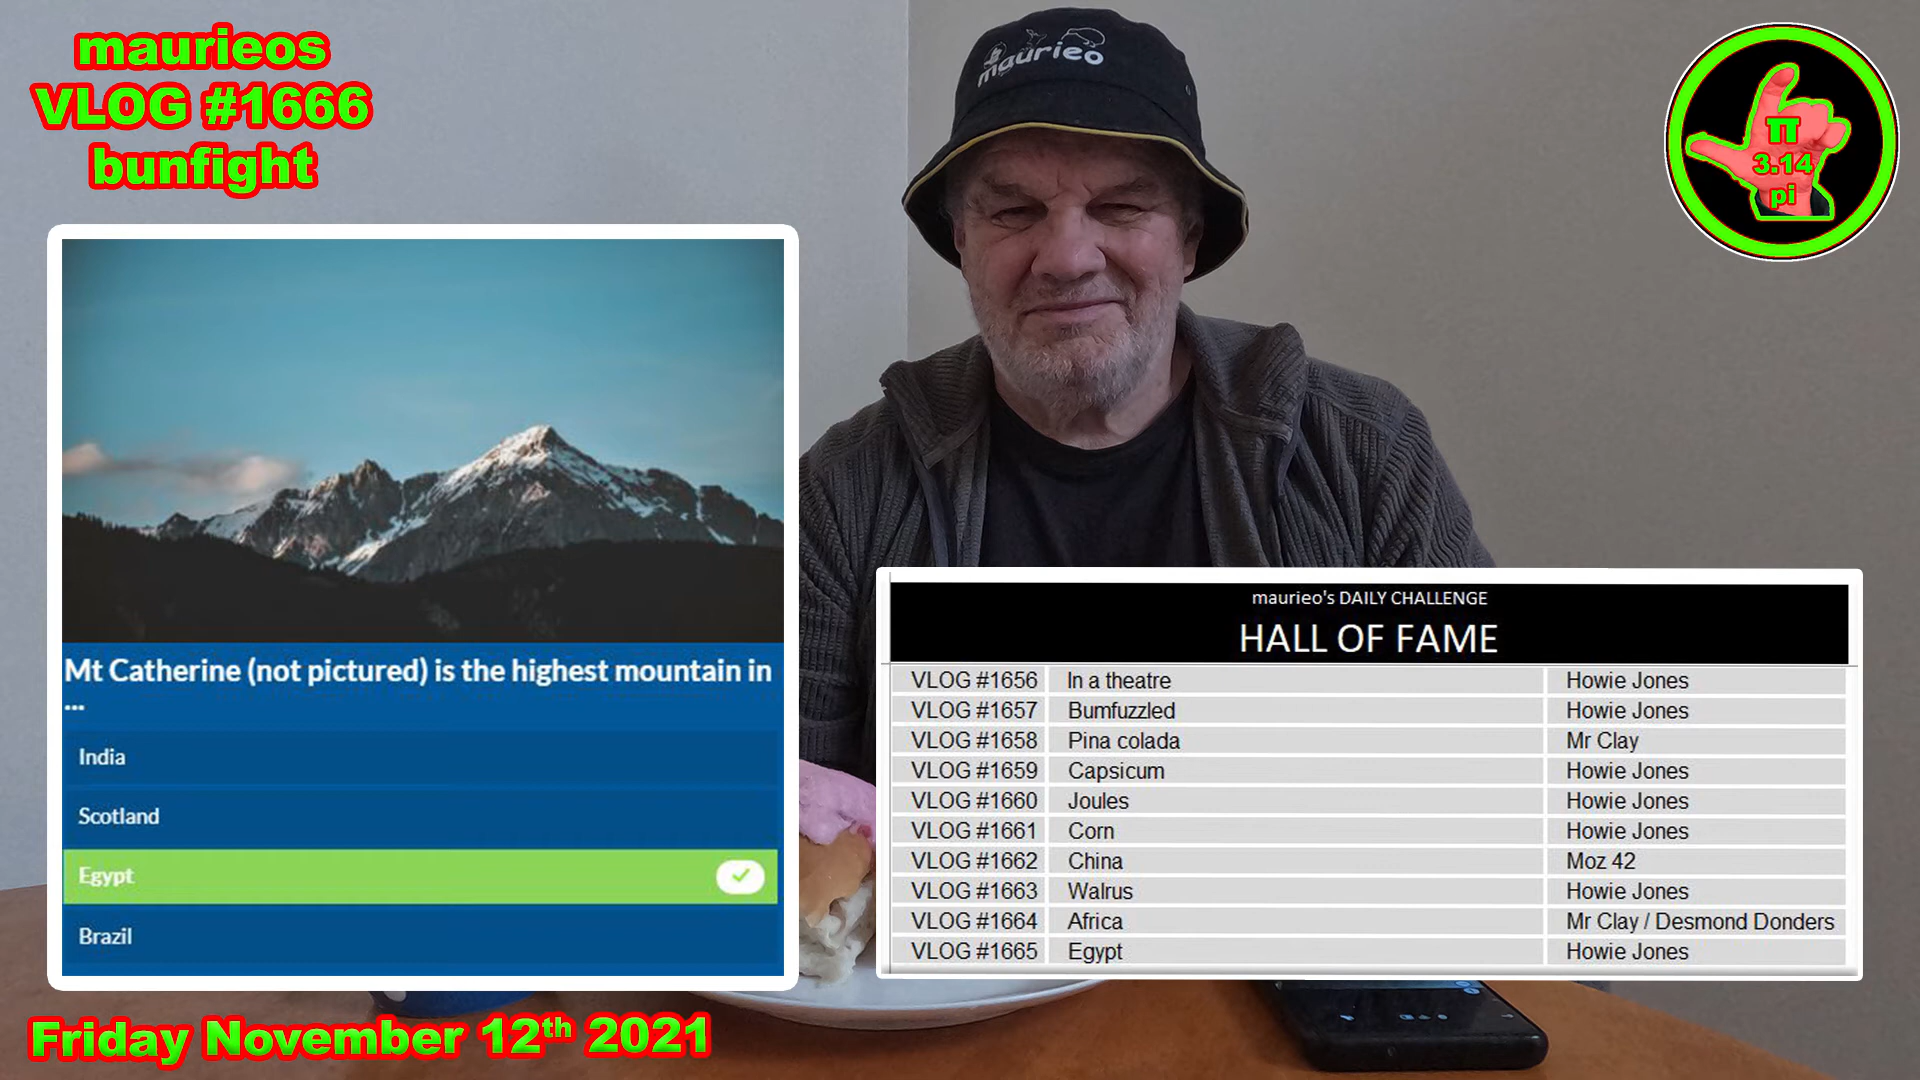 maurieos
VLOG #1666
bunfight
maurieo
π
3.14
pi
Mt Catherine (not pictured) is the highest mountain in
...
India
Scotland
Egypt
Brazil
maurieo's DAILY CHALLENGE
HALL OF FAME
VLOG #1656 In a theatre Howie Jones
VLOG #1657 Bumfuzzled Howie Jones
VLOG #1658 Pina colada Mr Clay
VLOG #1659 Capsicum Howie Jones
VLOG #1660 Joules Howie Jones
VLOG #1661 Corn Howie Jones
VLOG #1662 China Moz 42
VLOG #1663 Walrus Howie Jones
VLOG #1664 Africa Mr Clay / Desmond Donders
VLOG #1665 Egypt Howie Jones
Friday November 12th 2021